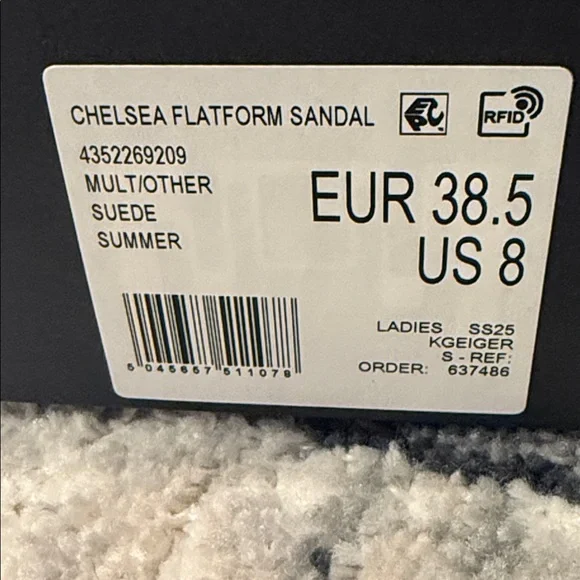 CHELSEA FLATFORM SANDAL
RFID
4352269209
MULT/OTHER
SUEDE
SUMMER
EUR 38.5
US 8
LADIES SS25
KGEIGER
S - REF:
ORDER: 637486
5 045657 511079